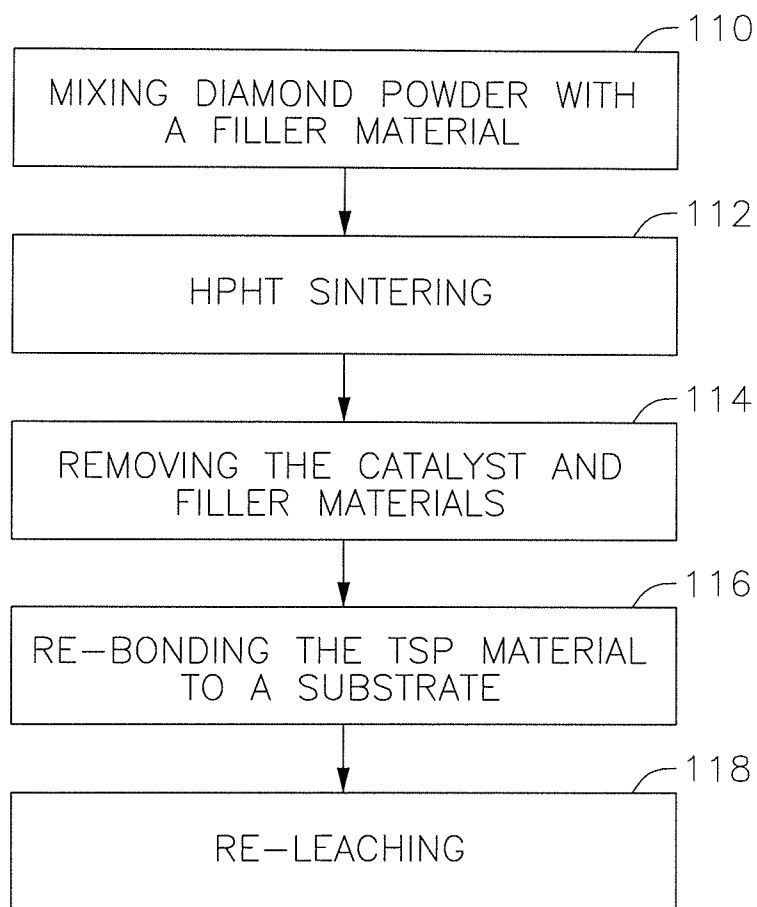 110
MIXING DIAMOND POWDER WITH
A FILLER MATERIAL
112
HPHT SINTERING
114
REMOVING THE CATALYST AND
FILLER MATERIALS
116
RE-BONDING THE TSP MATERIAL
TO A SUBSTRATE
118
RE-LEACHING